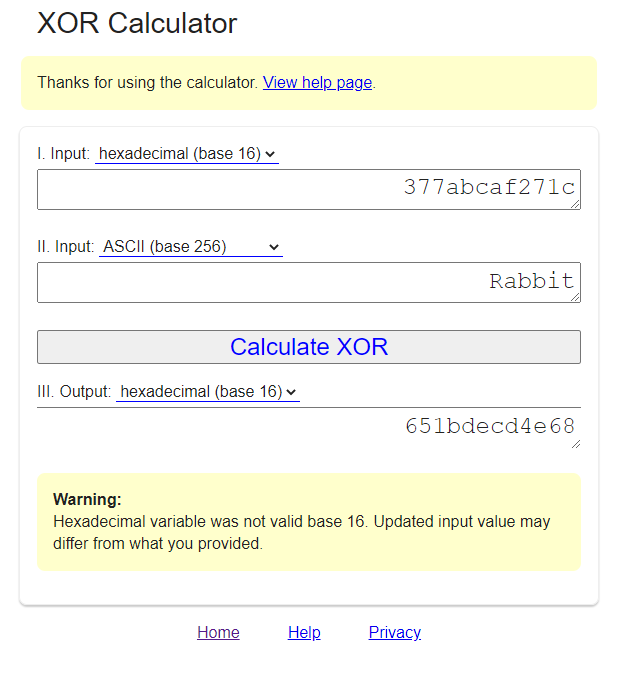 XOR Calculator
Thanks for using the calculator. View help page.
I. Input: hexadecimal (base 16)
377abcaf271c
II. Input: ASCII (base 256)
Rabbit
Calculate XOR
III. Output: hexadecimal (base 16)
651bdecd4e68
Warning:
Hexadecimal variable was not valid base 16. Updated input value may
differ from what you provided.
Home Help Privacy